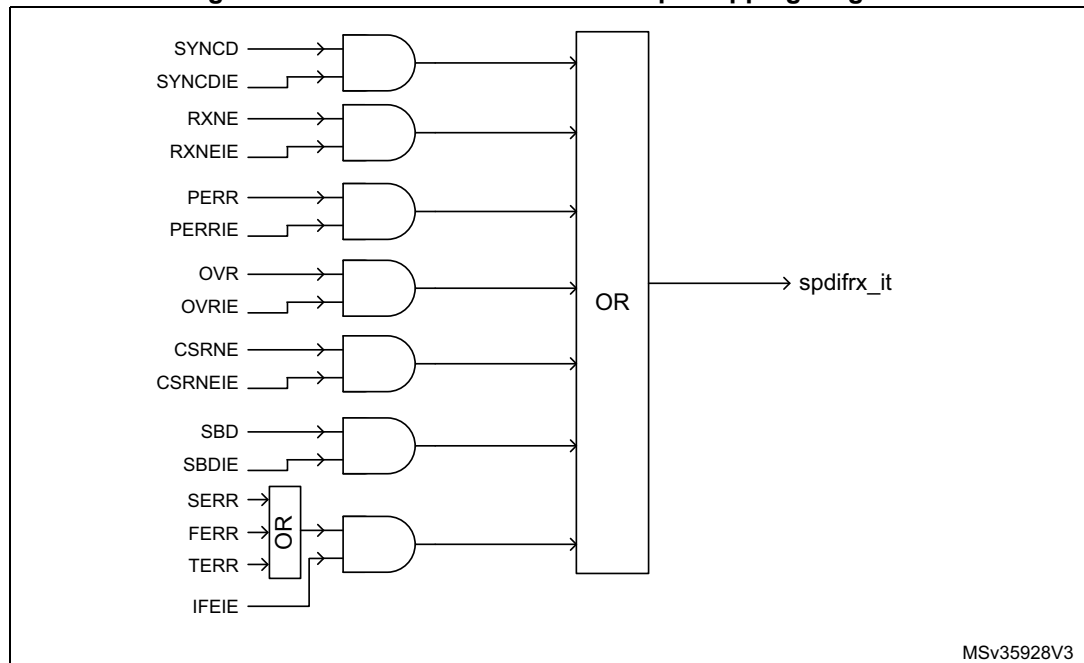 SYNCD
SYNCDIE
RXNE
RXNEIE
PERR
PERRIE
OVR
OVRIE
CSRNE
CSRNEIE
SBD
SBDIE
SERR
FERR
TERR
OR
IFEIE
OR
spdifrx_it
MSv35928V3